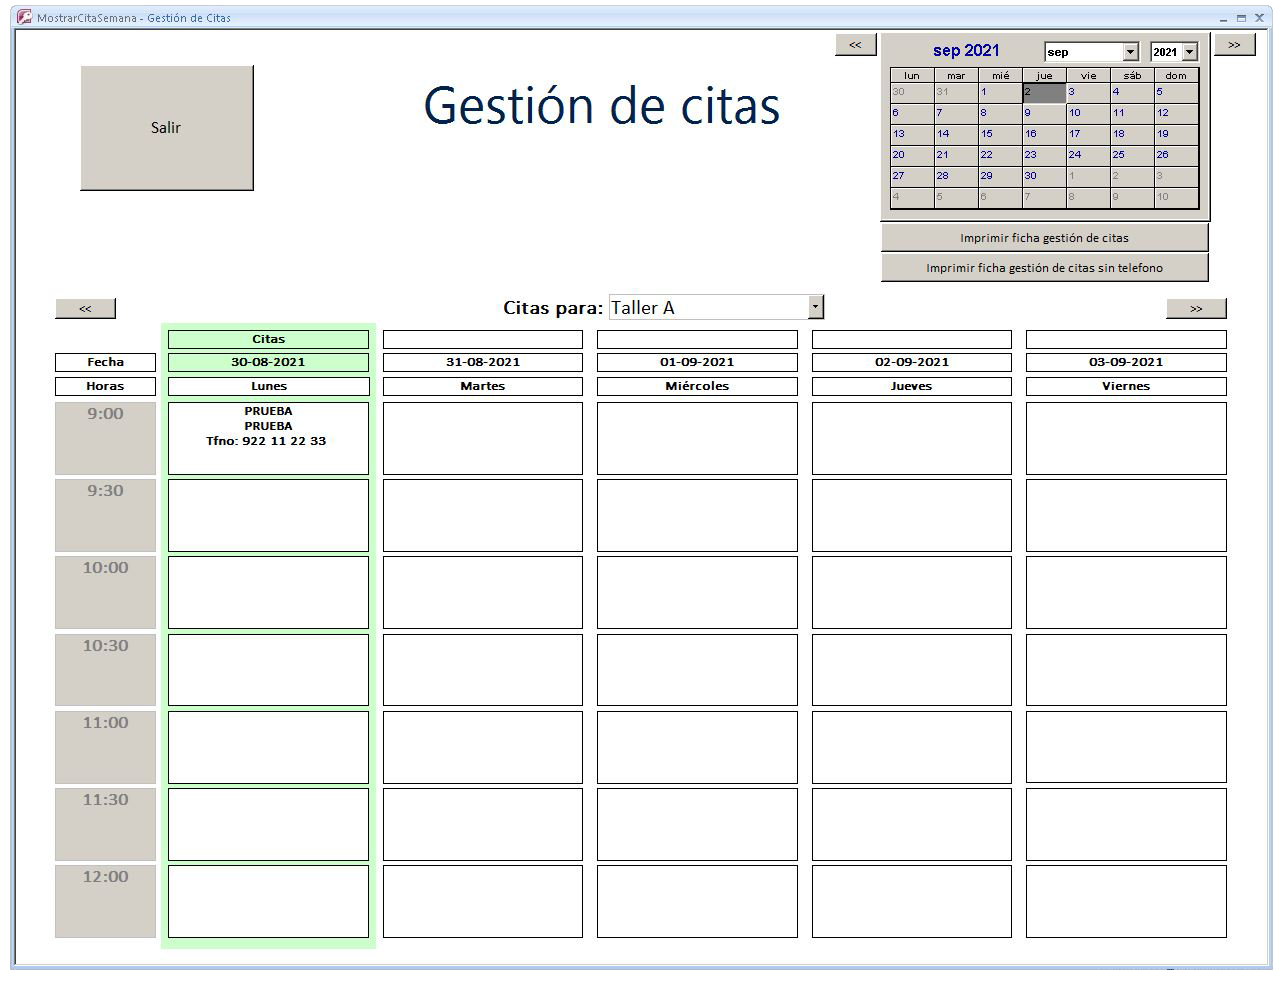 MostrarCitaSemana - Gestión de Citas
Salir
Gestión de citas
<< sep 2021 sep 2021 >>
lun mar mié jue vie sáb dom
30 31 1 2 3 4 5
6 7 8 9 10 11 12
13 14 15 16 17 18 19
20 21 22 23 24 25 26
27 28 29 30 1 2 3
4 5 6 7 8 9 10
Imprimir ficha gestión de citas
Imprimir ficha gestión de citas sin telefono
<< Citas para: Taller A >>
Citas
Fecha 30-08-2021 31-08-2021 01-09-2021 02-09-2021 03-09-2021
Horas Lunes Martes Miércoles Jueves Viernes
9:00 PRUEBA
PRUEBA
Tfno: 922 11 22 33
9:30
10:00
10:30
11:00
11:30
12:00